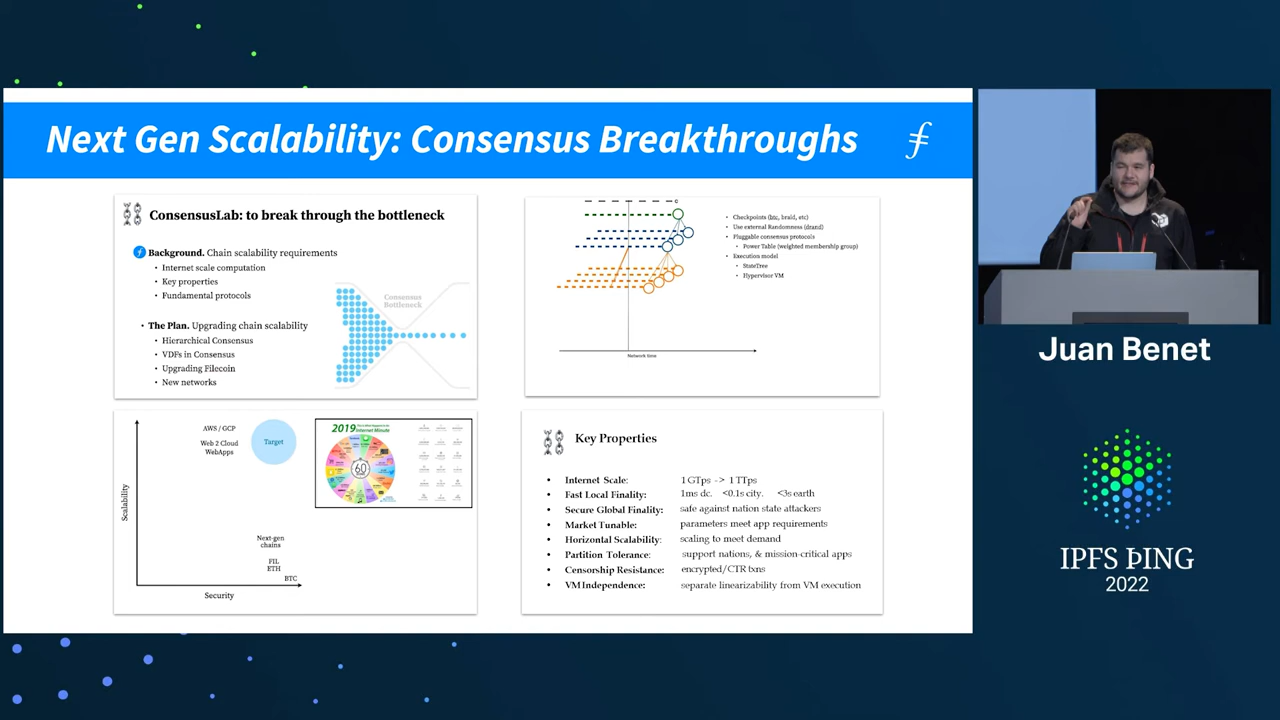 Next Gen Scalability: Consensus Breakthroughs
ConsensusLab: to break through the bottleneck
Background. Chain scalability requirements
• Internet scale computation
• Key properties
• Fundamental protocols
• The Plan. Upgrading chain scalability
• Hierarchical Consensus
• VDFs in Consensus
• Upgrading Filecoin
• New networks
Consensus
Bottleneck
C
• Checkpoints (btc, braid, etc)
• Use external Randomness (drand)
• Pluggable consensus protocols
• Power Table (weighted membership group)
• Execution model
• StateTree
• Hypervisor VM
Network time
Scalability
AWS / GCP
Web 2 Cloud
WebApps
Target
Next-gen
chains
FIL
ETH
BTC
Security
2019
Internet Minute
60
Key Properties
• Internet Scale: 1 GTps -> 1 TTps
• Fast Local Finality: 1ms dc. <0.1s city. <3s earth
• Secure Global Finality: safe against nation state attackers
• Market Tunable: parameters meet app requirements
• Horizontal Scalability: scaling to meet demand
• Partition Tolerance: support nations, & mission-critical apps
• Censorship Resistance: encrypted/CTR txns
• VM Independence: separate linearizability from VM execution
Juan Benet
IPFS ÞING
2022